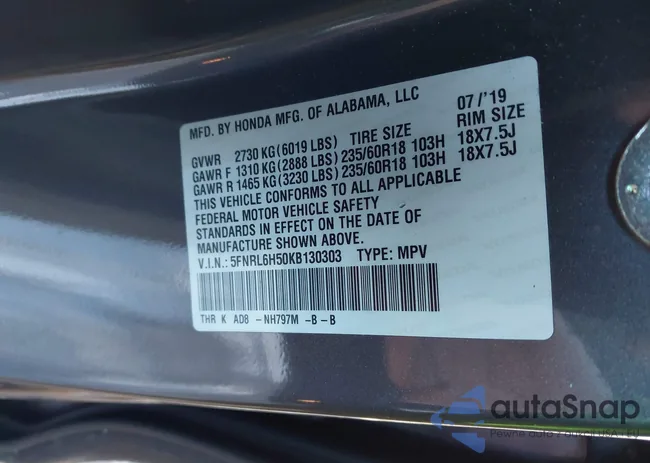 MFD. BY HONDA MFG. OF ALABAMA, LLC 07/'19
GVWR 2730 KG(6019 LBS) TIRE SIZE RIM SIZE
GAWR F 1310 KG(2888 LBS) 235/60R18 103H 18X7.5J
GAWR R 1465 KG(3230 LBS) 235/60R18 103H 18X7.5J
THIS VEHICLE CONFORMS TO ALL APPLICABLE
FEDERAL MOTOR VEHICLE SAFETY
STANDARDS IN EFFECT ON THE DATE OF
MANUFACTURE SHOWN ABOVE.
V.I.N.: 5FNRL6H50KB130303 TYPE: MPV
THR K AD8 -NH797M -B -B
autaSnap